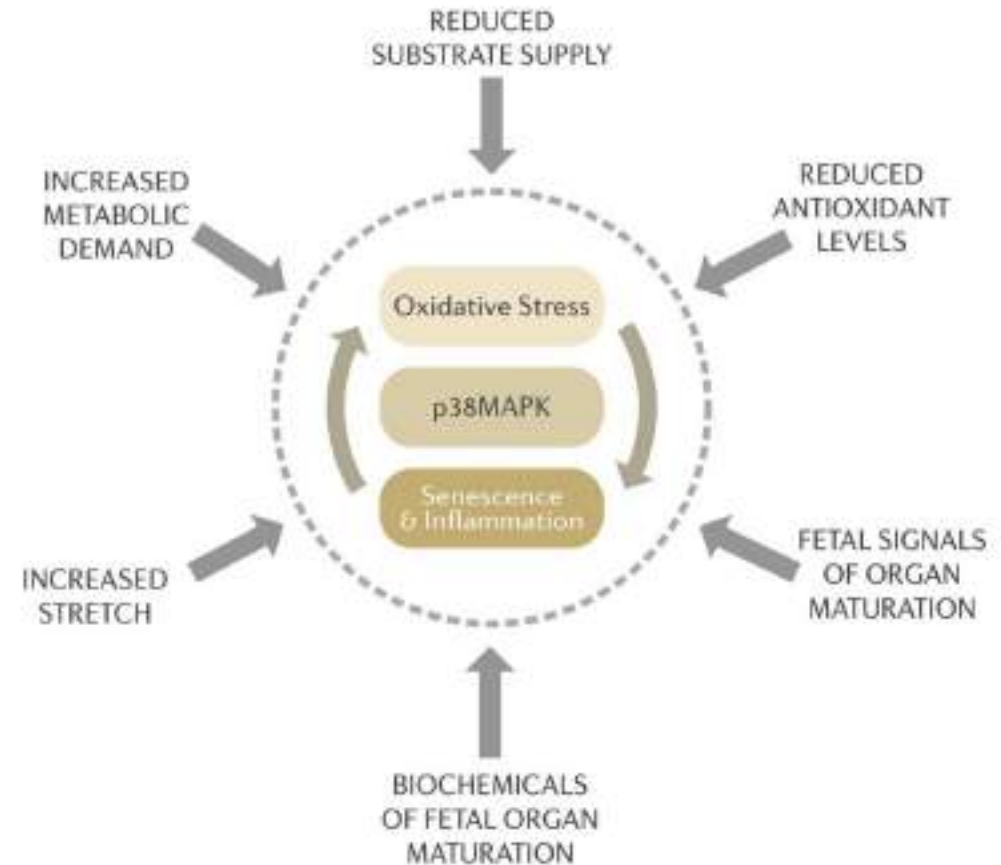 REDUCED
SUBSTRATE SUPPLY
INCREASED
METABOLIC
DEMAND
REDUCED
ANTIOXIDANT
LEVELS
Oxidative Stress
p38MAPK
Senescence
& Inflammation
INCREASED
STRETCH
FETAL SIGNALS
OF ORGAN
MATURATION
BIOCHEMICALS
OF FETAL ORGAN
MATURATION